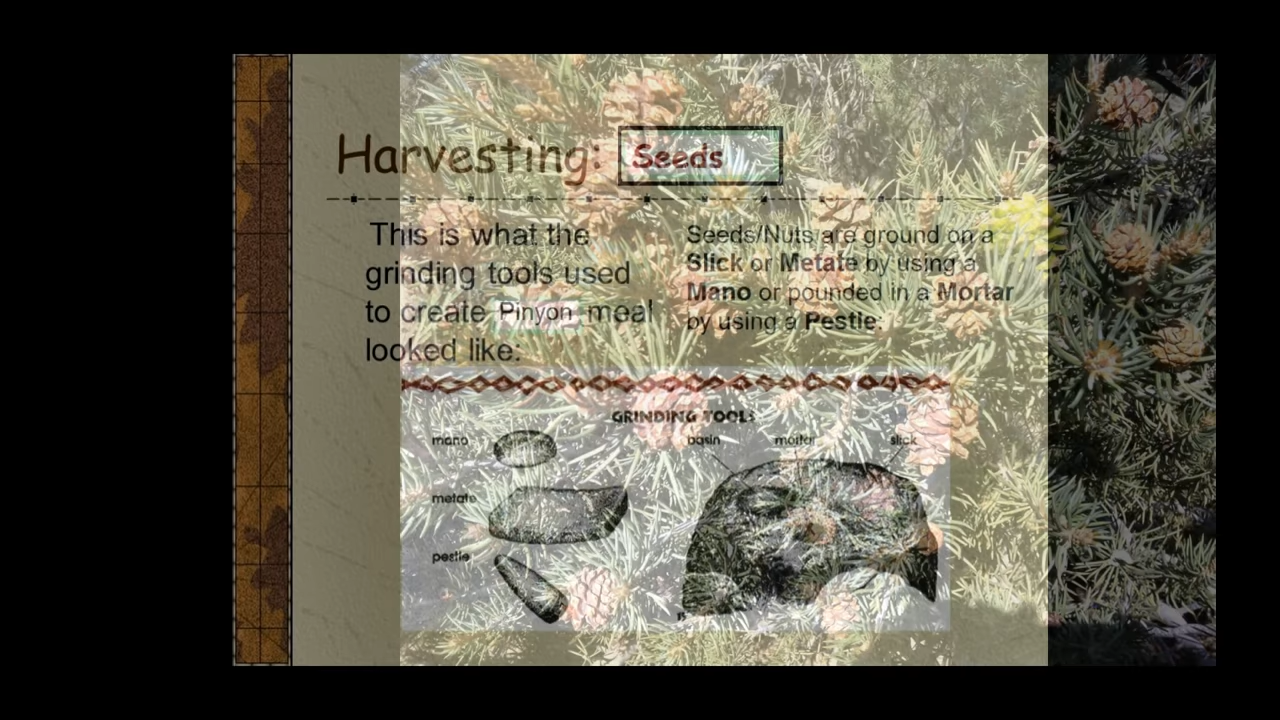 Harvesting: Seeds
This is what the
grinding tools used
to create Pinyon meal
looked like:
Seeds/Nuts are ground on a
Slick or Metate by using a
Mano or pounded in a Mortar
by using a Pestle.
GRINDING TOOLS
mano
metate
pestle
basin mortar slick